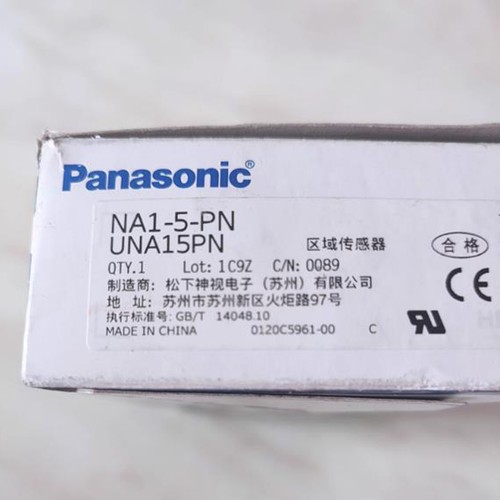 Panasonic®
NA1-5-PN
UNA15PN 区域传感器 合格
QTY.1 Lot: 1C9Z C/N: 0089
制造商: 松下神视电子（苏州）有限公司
地 址: 苏州市苏州新区火炬路97号
执行标准号: GB/T 14048.10
MADE IN CHINA 0120C5961-00 C